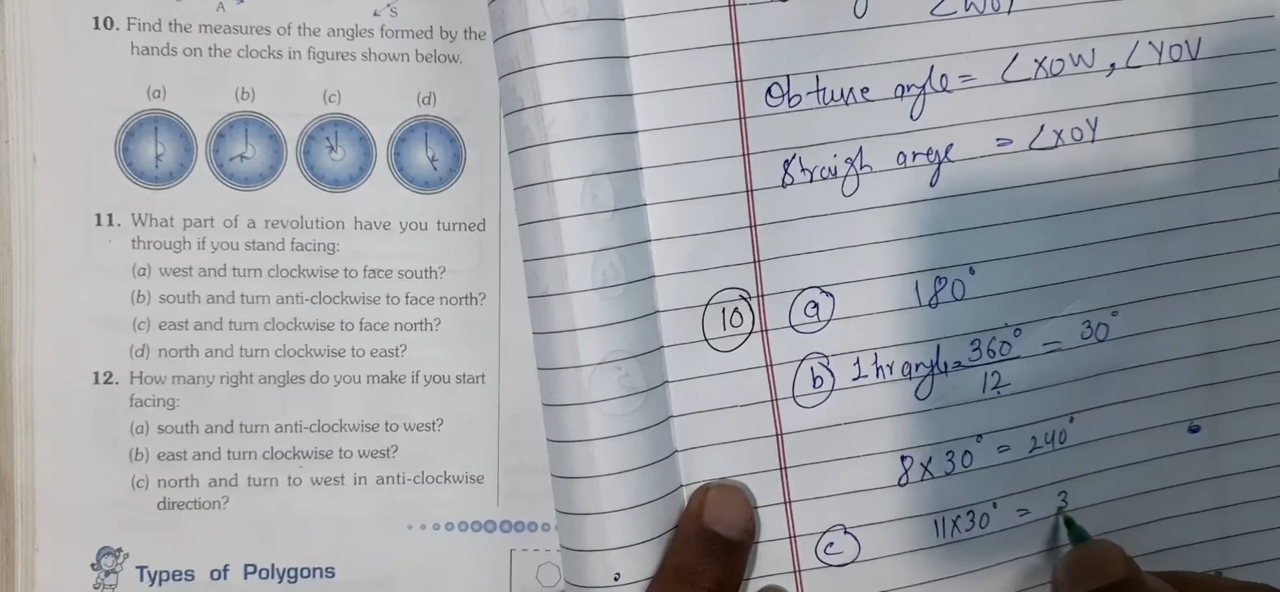 A
S
10. Find the measures of the angles formed by the
hands on the clocks in figures shown below.
(a) (b) (c) (d)
11. What part of a revolution have you turned
through if you stand facing:
(a) west and turn clockwise to face south?
(b) south and turn anti-clockwise to face north?
(c) east and turn clockwise to face north?
(d) north and turn clockwise to east?
12. How many right angles do you make if you start
facing:
(a) south and turn anti-clockwise to west?
(b) east and turn clockwise to west?
(c) north and turn to west in anti-clockwise
direction?
Types of Polygons
Obtuse angle = ∠XOW, ∠YOV
Straigh angle = ∠XOY
10 a 180°
b 1 hr angle = 360°/12 = 30°
8 × 30° = 240°
c 11×30° = 3